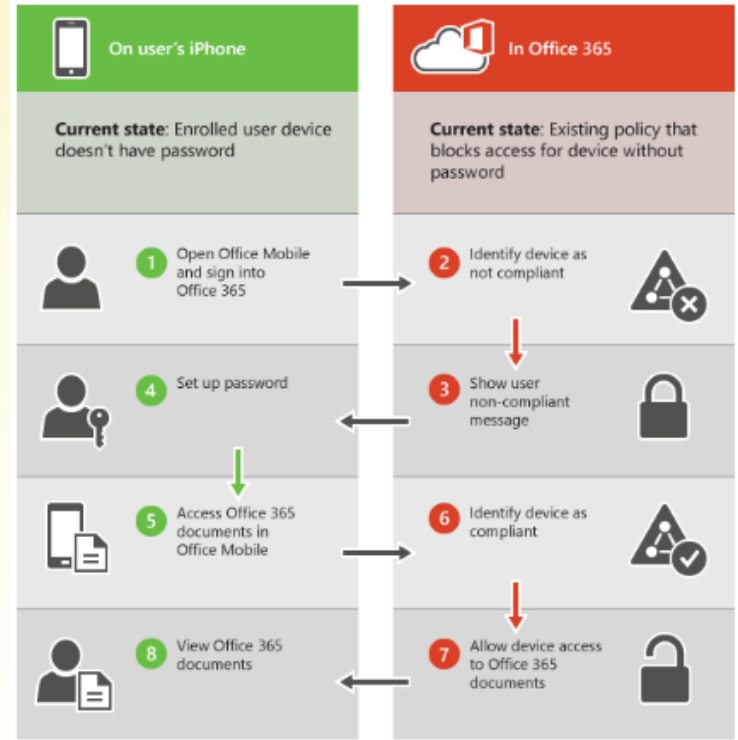 On user's iPhone
In Office 365
Current state: Enrolled user device
doesn't have password
Current state: Existing policy that
blocks access for device without
password
1 Open Office Mobile
and sign into
Office 365
2 Identify device as
not compliant
4 Set up password
3 Show user
non-compliant
message
5 Access Office 365
documents in
Office Mobile
6 Identify device as
compliant
8 View Office 365
documents
7 Allow device access
to Office 365
documents